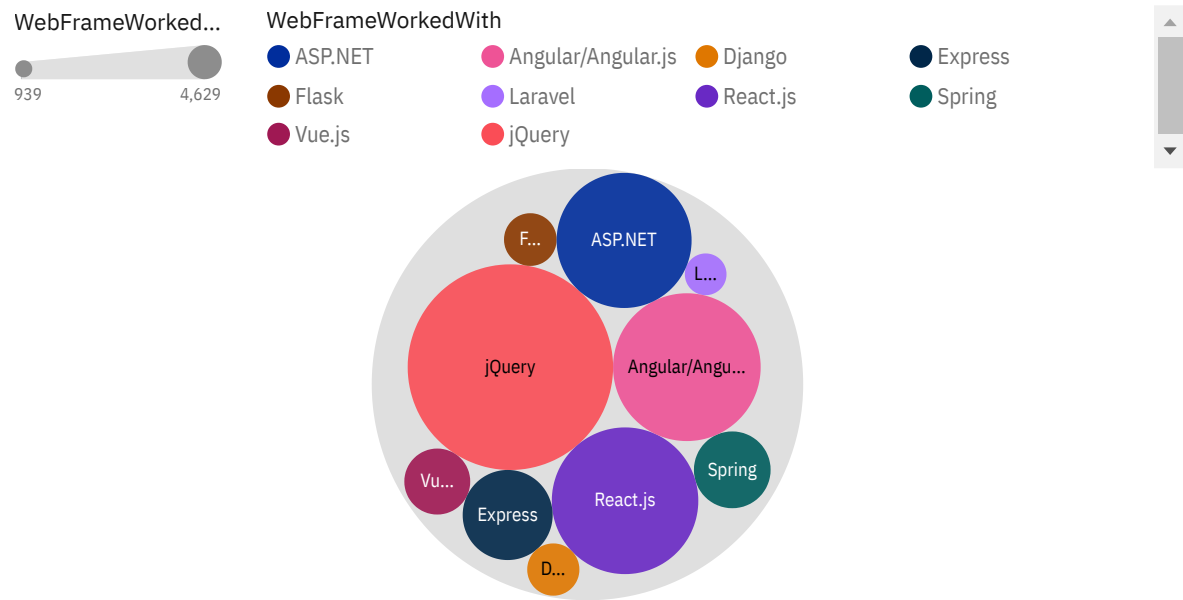 WebFrameWorked...
939 4,629
WebFrameWorkedWith
ASP.NET Angular/Angular.js Django Express
Flask Laravel React.js Spring
Vue.js jQuery
F...
ASP.NET
L...
jQuery
Angular/Angu...
Spring
Vu...
React.js
Express
D...